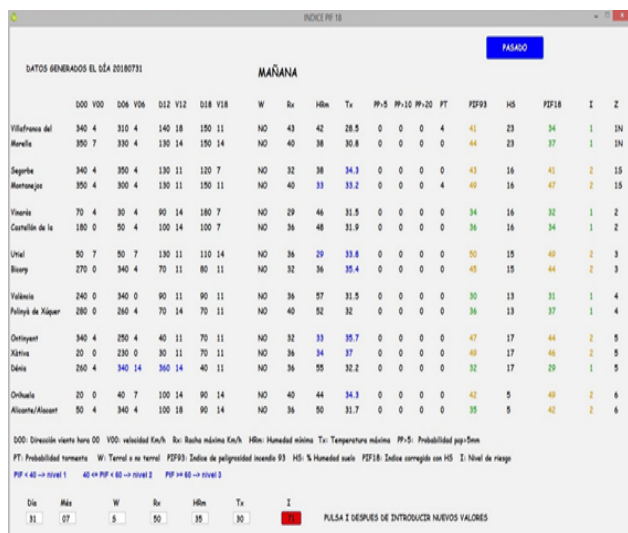 INDICE PIF 18
PASADO
DATOS GENERADOS EL DÍA 20180731
MAÑANA
D00 V00 D06 V06 D12 V12 D18 V18 W Rx HRm Tx PP>5 PP>10 PP>20 PT PIF93 HS PIF18 I Z
Villafranca del 340 4 310 4 140 18 150 11 NO 43 42 28.5 0 0 0 4 41 23 34 1 1N
Morella 350 7 330 4 130 14 150 14 NO 40 38 30.8 0 0 0 0 44 23 37 1 1N
Segorbe 340 4 350 4 130 11 120 7 NO 32 38 34.3 0 0 0 0 43 16 41 2 1S
Montanejos 350 4 300 4 130 11 150 11 NO 40 33 33.2 0 0 0 4 49 16 47 2 1S
Vinaròs 70 4 30 4 90 14 180 7 NO 29 46 31.5 0 0 0 0 34 16 32 1 2
Castellón de la 180 0 50 4 100 14 100 7 NO 36 48 31.9 0 0 0 0 36 16 34 1 2
Utiel 50 7 50 7 130 11 110 14 NO 40 29 33.8 0 0 0 0 50 15 49 2 3
Bicorp 270 0 340 4 70 11 80 11 NO 32 36 35.4 0 0 0 0 45 15 44 2 3
València 240 0 340 0 90 11 90 11 NO 36 57 31.5 0 0 0 0 30 13 31 1 4
Polinyà de Xúquer 280 0 260 4 70 14 70 11 NO 40 52 32 0 0 0 0 36 13 37 1 4
Ontinyent 340 4 250 4 40 11 70 11 NO 32 33 35.7 0 0 0 0 47 17 44 2 5
Xàtiva 20 0 230 0 30 11 70 11 NO 36 34 37 0 0 0 0 49 17 46 2 5
Dénia 260 4 340 14 360 14 40 11 NO 36 55 32.2 0 0 0 0 32 17 29 1 5
Orihuela 20 0 40 7 100 14 90 14 NO 40 44 34.3 0 0 0 0 42 5 49 2 6
Alicante/Alacant 50 4 340 4 100 18 90 14 NO 36 50 31.7 0 0 0 0 35 5 42 2 6
D00: Dirección viento hora 00 V00: velocidad Km/h Rx: Racha máxima Km/h HRm: Humedad mínima Tx: Temperatura máxima PP>5: Probabilidad pcp>5mm
PT: Probabilidad tormenta W: Terral o no terral PIF93: Indice de peligrosidad incendio 93 HS: % Humedad suelo PIF18: Indice corregido con HS I: Nivel de riesgo
PIF < 40 --> nivel 1 40 <= PIF < 60 --> nivel 2 PIF >= 60 --> nivel 3
Día Més W Rx HRm Tx I
31 07 5 50 35 30 71 PULSA I DESPUES DE INTRODUCIR NUEVOS VALORES